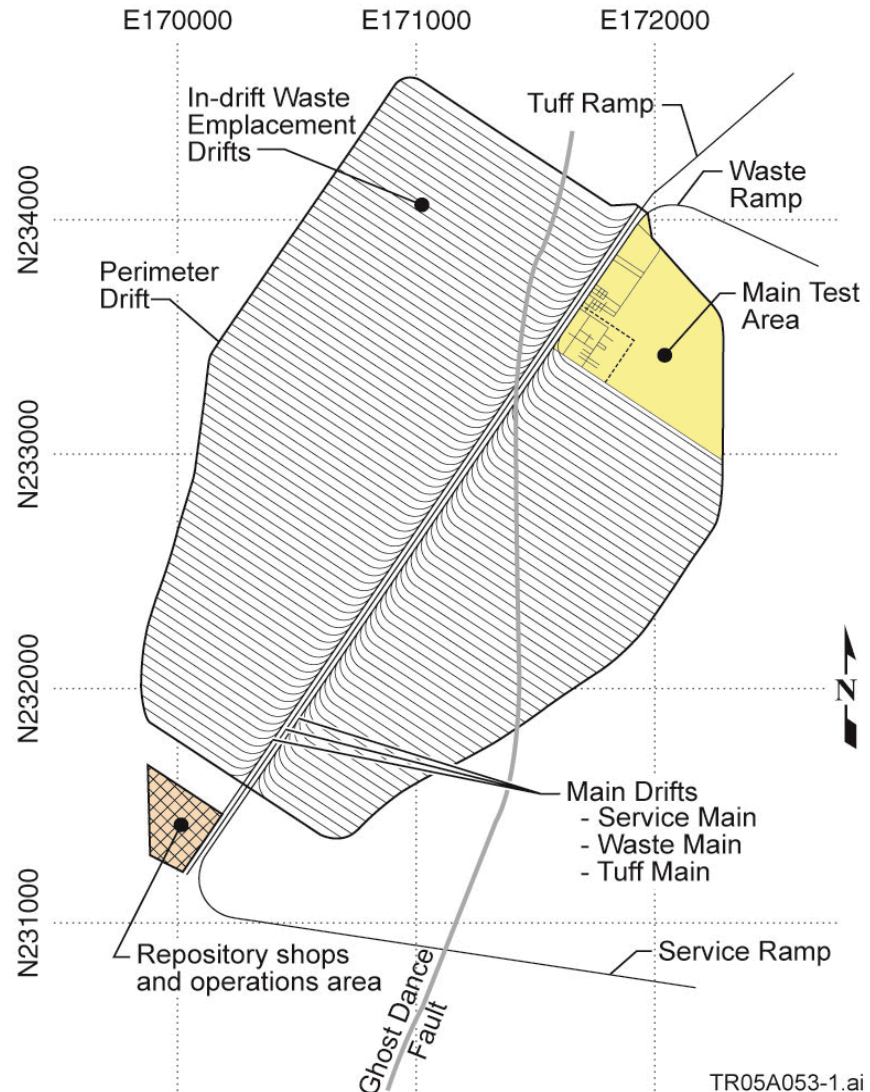 E170000
E171000
E172000
In-drift Waste
Emplacement
Drifts
Tuff Ramp
Waste
Ramp
N234000
Perimeter
Drift
Main Test
Area
N233000
N232000
N
Main Drifts
- Service Main
- Waste Main
- Tuff Main
N231000
Repository shops
and operations area
Service Ramp
Ghost Dance
Fault
TR05A053-1.ai